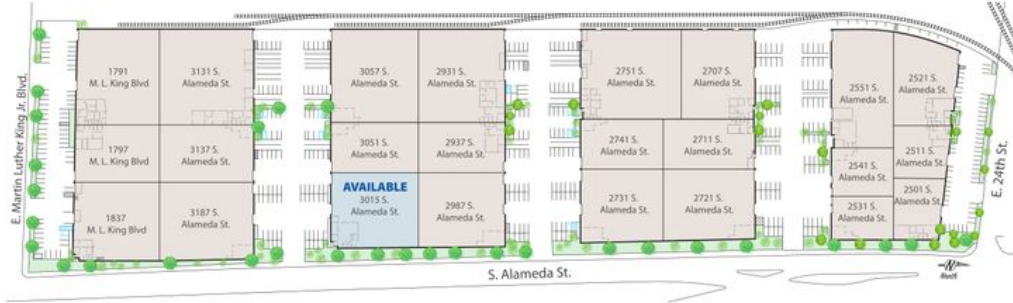 E. Martin Luther King Jr. Blvd.
1791
M. L. King Blvd
3131 S.
Alameda St.
1797
M. L. King Blvd
3137 S.
Alameda St.
1837
M. L. King Blvd
3187 S.
Alameda St.
3057 S.
Alameda St.
2931 S.
Alameda St.
3051 S.
Alameda St.
2937 S.
Alameda St.
AVAILABLE
3015 S.
Alameda St.
2987 S.
Alameda St.
2751 S.
Alameda St.
2707 S.
Alameda St.
2741 S.
Alameda St.
2711 S.
Alameda St.
2731 S.
Alameda St.
2721 S.
Alameda St.
2551 S.
Alameda St.
2521 S.
Alameda St.
2541 S.
Alameda St.
2511 S.
Alameda St.
2531 S.
Alameda St.
2501 S.
Alameda St.
E. 24th St.
S. Alameda St.
N
North